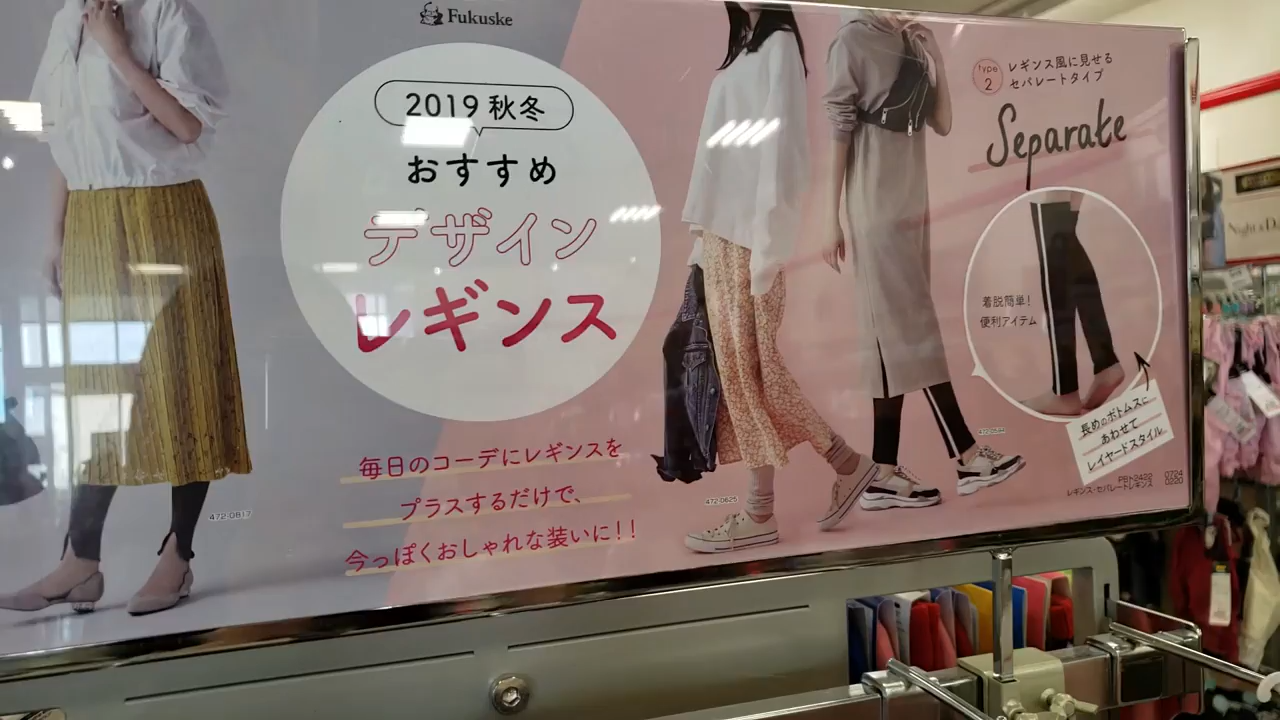 Fukuske
2019 秋冬
おすすめ
デザイン
レギンス
毎日のコーデにレギンスを
プラスするだけで、
今っぽくおしゃれな装いに!!
472-0817
472-0625
type
2
レギンス風に見せる
セパレートタイプ
Separate
着脱簡単!
便利アイテム
長めのボトムスに
あわせて
レイヤードスタイル
レギンス・セパレートレギンス
Night & Da